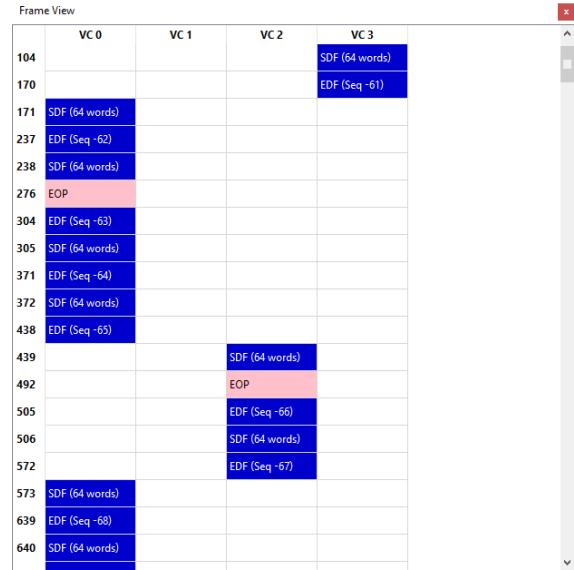 Frame View
x
VC 0 VC 1 VC 2 VC 3
104 SDF (64 words)
170 EDF (Seq -61)
171 SDF (64 words)
237 EDF (Seq -62)
238 SDF (64 words)
276 EOP
304 EDF (Seq -63)
305 SDF (64 words)
371 EDF (Seq -64)
372 SDF (64 words)
438 EDF (Seq -65)
439 SDF (64 words)
492 EOP
505 EDF (Seq -66)
506 SDF (64 words)
572 EDF (Seq -67)
573 SDF (64 words)
639 EDF (Seq -68)
640 SDF (64 words)